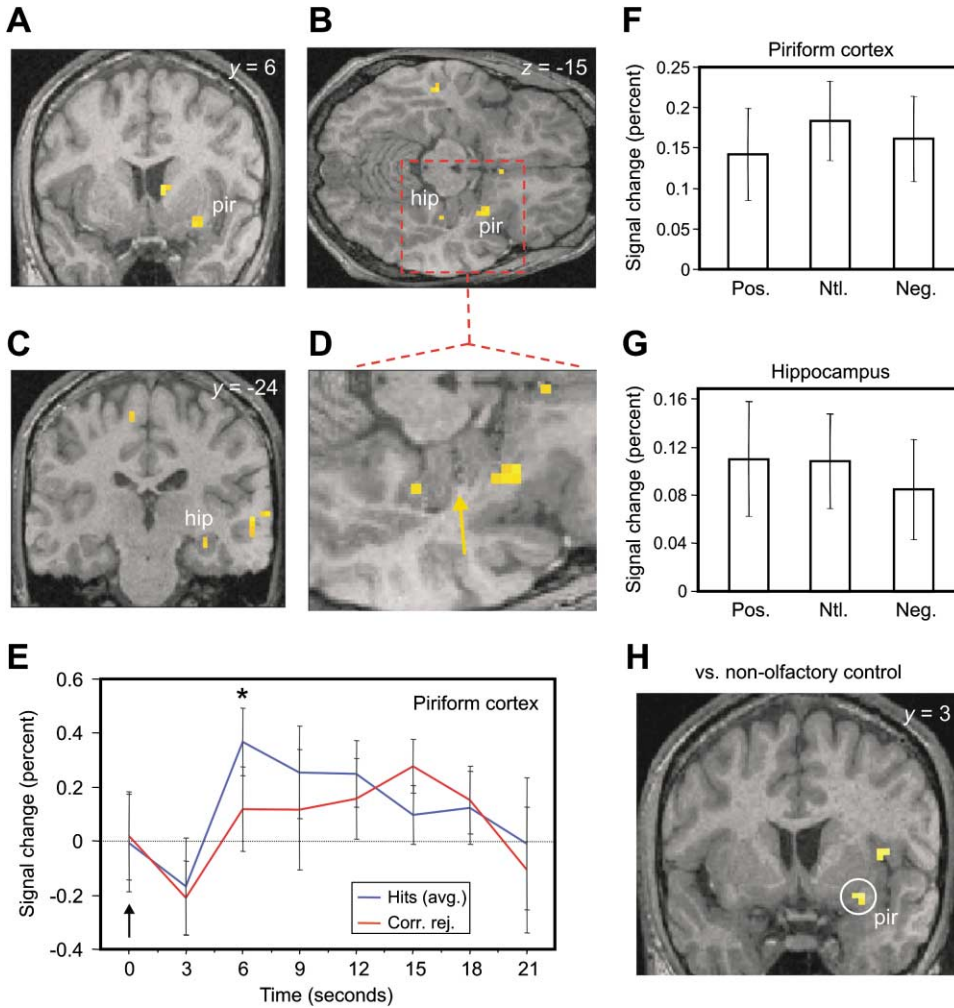 A
y = 6
pir
B
z = -15
hip
pir
C
y = -24
hip
D
E
0.6
0.4
0.2
0
-0.2
-0.4
Signal change (percent)
*
Piriform cortex
Hits (avg.)
Corr. rej.
0 3 6 9 12 15 18 21
Time (seconds)
F
Piriform cortex
0.25
0.2
0.15
0.1
0.05
0
Signal change (percent)
Pos. Ntl. Neg.
G
Hippocampus
0.16
0.12
0.08
0.04
0
Signal change (percent)
Pos. Ntl. Neg.
H
vs. non-olfactory control
y = 3
pir